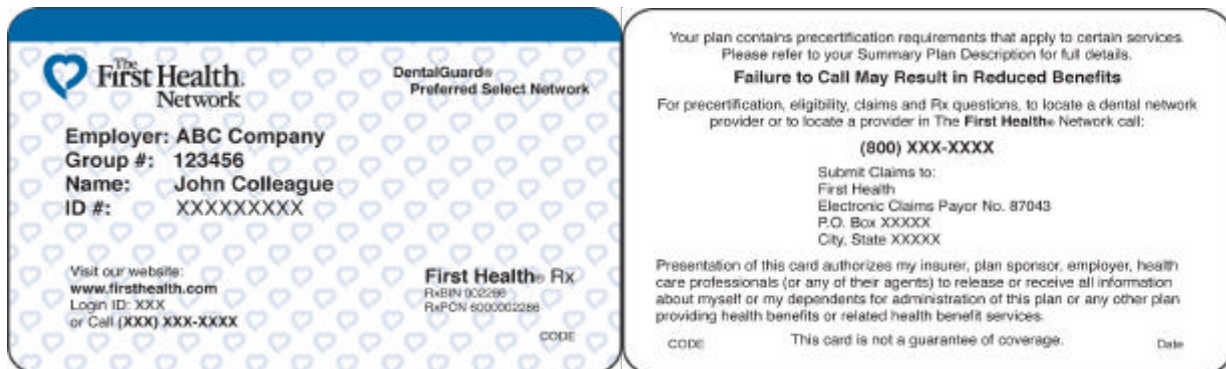 The
First Health®
Network
DentalGuard®
Preferred Select Network
Employer: ABC Company
Group #: 123456
Name: John Colleague
ID #: XXXXXXXXX
Visit our website:
www.firsthealth.com
Login ID: XXX
or Call (XXX) XXX-XXXX
First Health® Rx
RxBIN 002286
RxPCN 6000002286
CODE
Your plan contains precertification requirements that apply to certain services.
Please refer to your Summary Plan Description for full details.
Failure to Call May Result in Reduced Benefits
For precertification, eligibility, claims and Rx questions, to locate a dental network
provider or to locate a provider in The First Health® Network call:
(800) XXX-XXXX
Submit Claims to:
First Health
Electronic Claims Payor No. 87043
P.O. Box XXXXX
City, State XXXXX
Presentation of this card authorizes my insurer, plan sponsor, employer, health
care professionals (or any of their agents) to release or receive all information
about myself or my dependents for administration of this plan or any other plan
providing health benefits or related health benefit services.
CODE This card is not a guarantee of coverage. Date